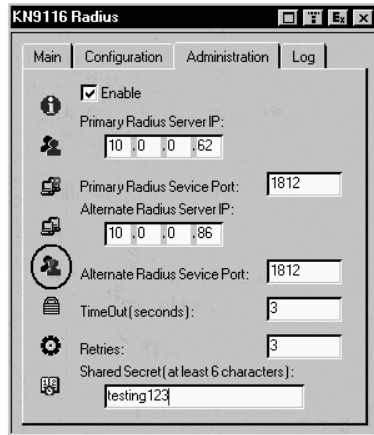 KN9116 Radius
Main Configuration Administration Log
Enable
Primary Radius Server IP:
10 .0 .0 .62
Primary Radius Sevice Port: 1812
Alternate Radius Server IP:
10 .0 .0 .86
Alternate Radius Sevice Port: 1812
TimeOut(seconds): 3
Retries: 3
Shared Secret(at least 6 characters):
testing123